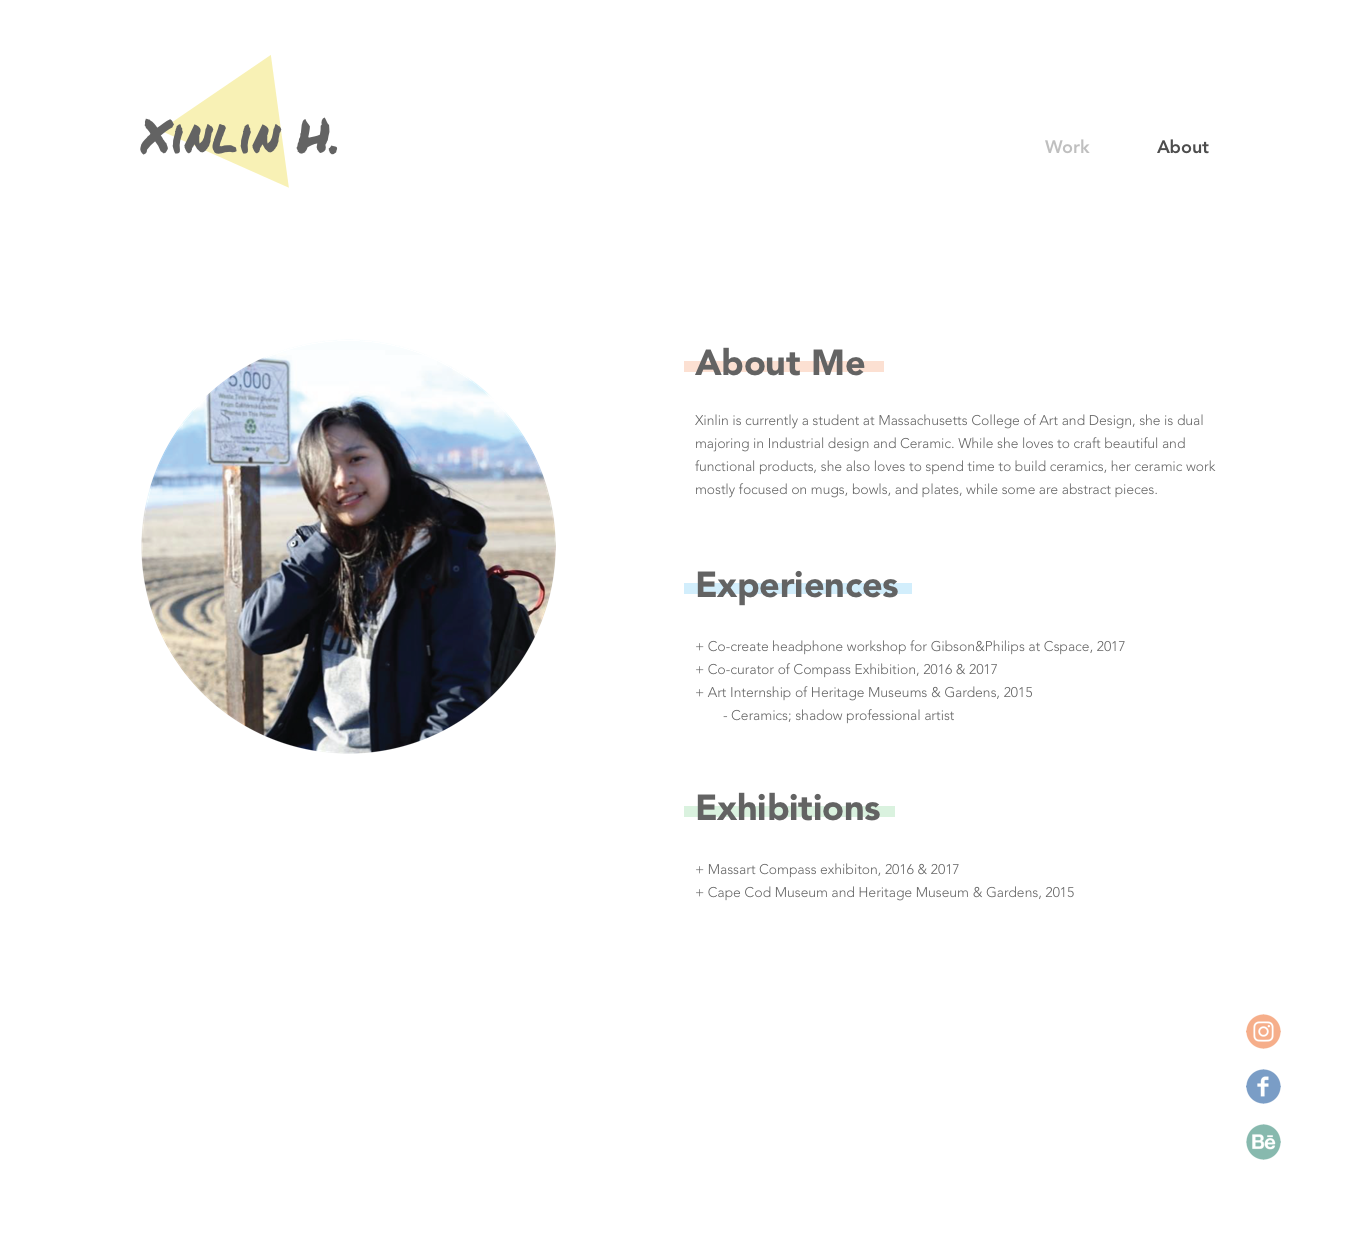 Xinlin H.
Work
About
5,000
About Me
Xinlin is currently a student at Massachusetts College of Art and Design, she is dual
majoring in Industrial design and Ceramic. While she loves to craft beautiful and
functional products, she also loves to spend time to build ceramics, her ceramic work
mostly focused on mugs, bowls, and plates, while some are abstract pieces.
Experiences
+ Co-create headphone workshop for Gibson&Philips at Cspace, 2017
+ Co-curator of Compass Exhibition, 2016 & 2017
+ Art Internship of Heritage Museums & Gardens, 2015
- Ceramics; shadow professional artist
Exhibitions
+ Massart Compass exhibiton, 2016 & 2017
+ Cape Cod Museum and Heritage Museum & Gardens, 2015
f
Bē